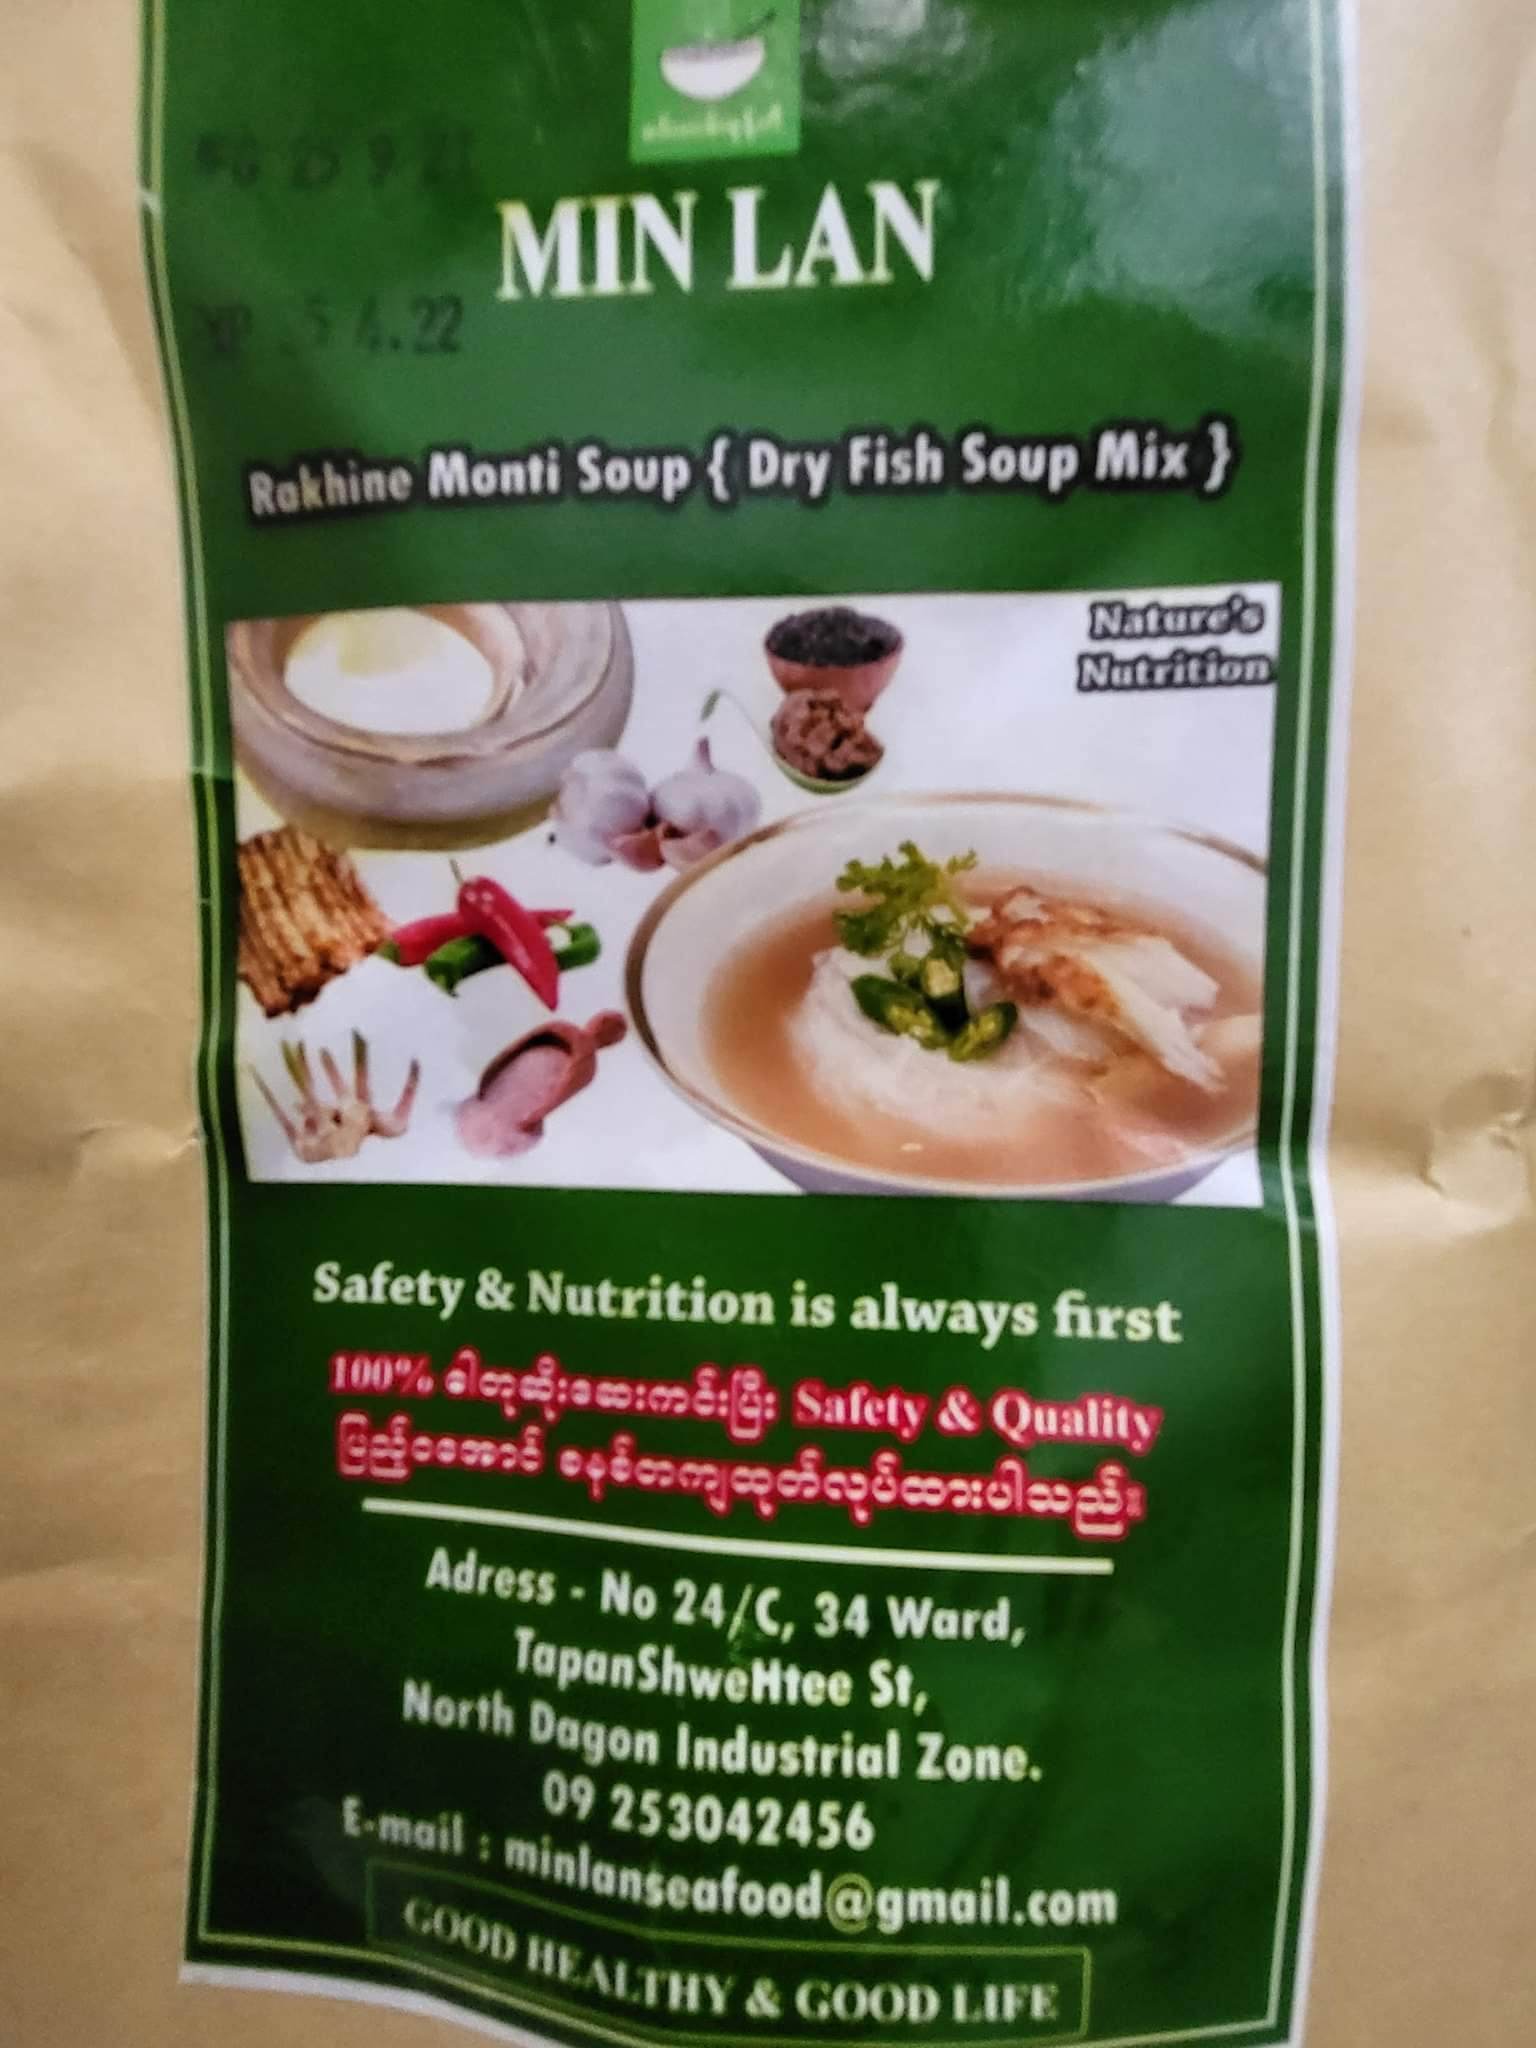 MIN LAN
4.22
Rakhine Monti Soup { Dry Fish Soup Mix }
Nature's
Nutrition
Safety & Nutrition is always first
100% ဓါတုဆိုးဆေးကင်းပြီး Safety & Quality
ပြည့်ဝအောင် စနစ်တကျထုတ်လုပ်ထားပါသည်။
Adress - No 24/C, 34 Ward,
TapanShweHtee St,
North Dagon Industrial Zone.
09 253042456
E-mail : minlanseafood@gmail.com
GOOD HEALTHY & GOOD LIFE